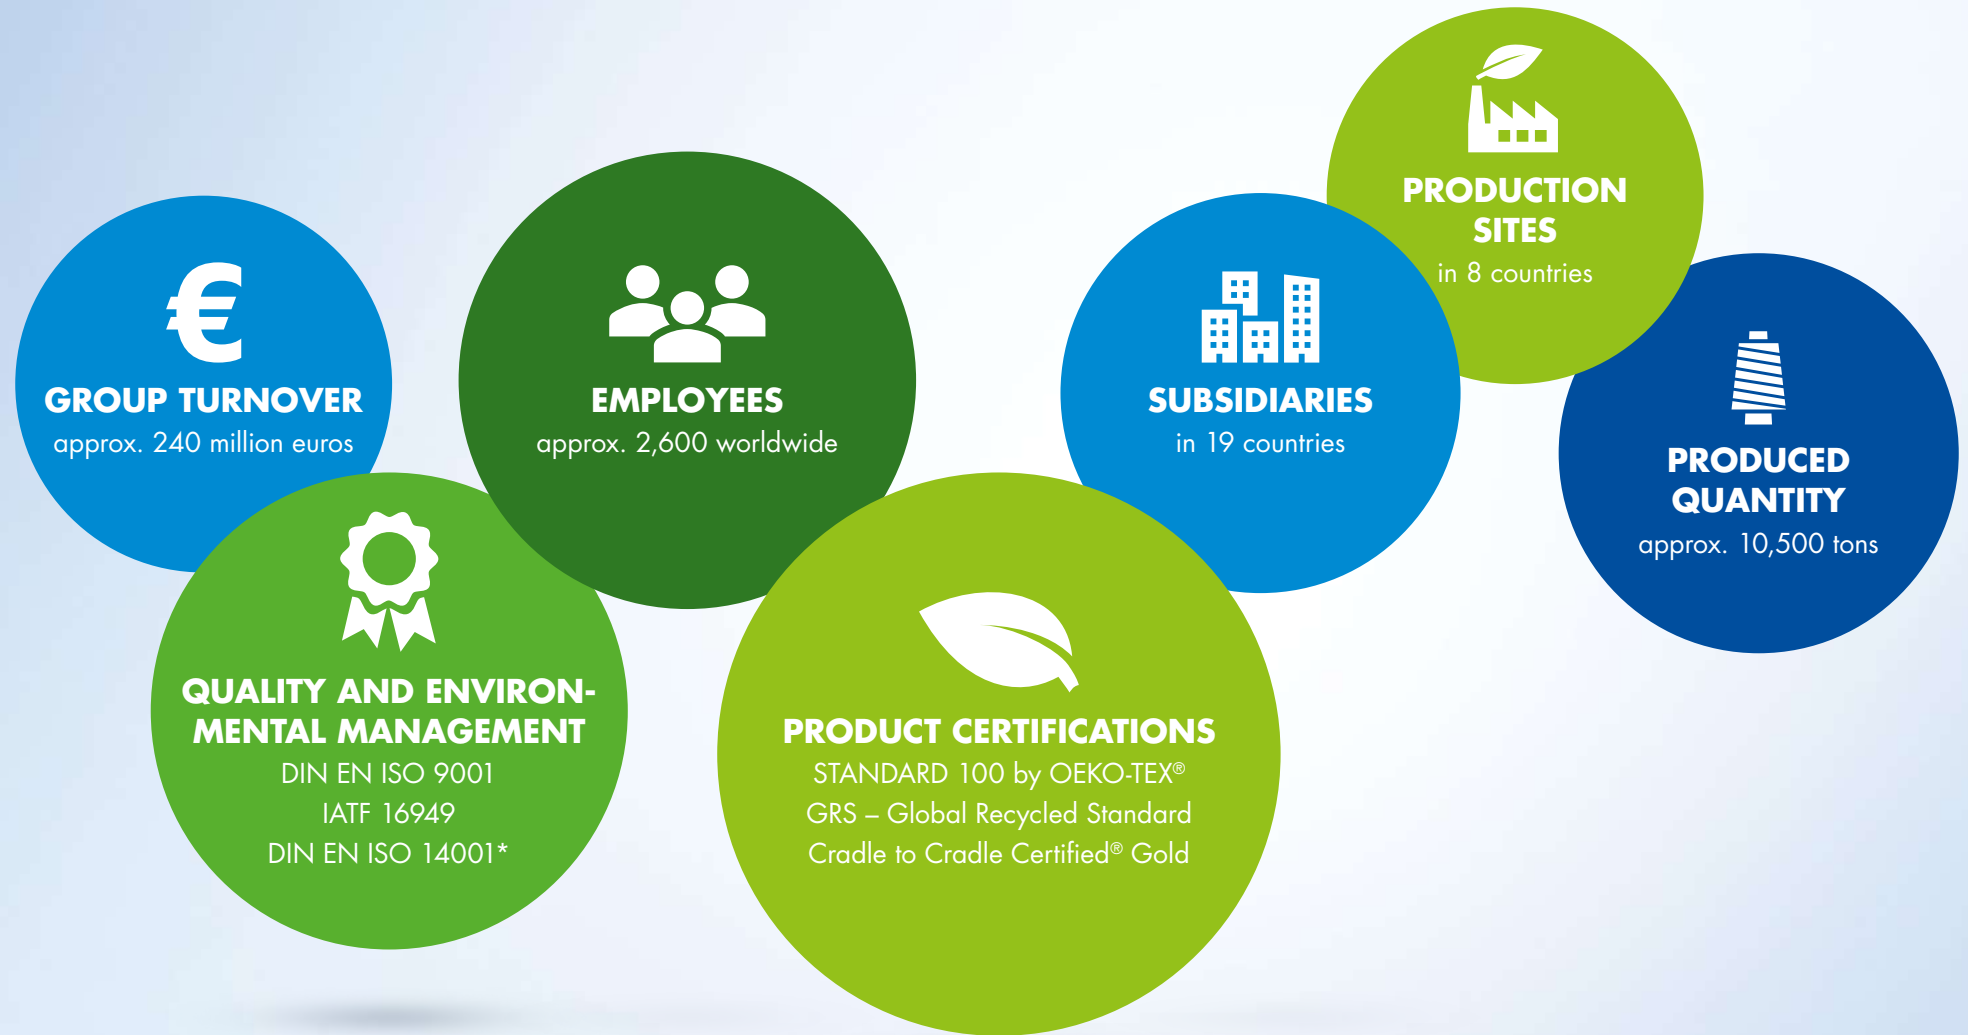 €
GROUP TURNOVER
approx. 240 million euros
EMPLOYEES
approx. 2,600 worldwide
SUBSIDIARIES
in 19 countries
PRODUCTION
SITES
in 8 countries
PRODUCED
QUANTITY
approx. 10,500 tons
QUALITY AND ENVIRON-
MENTAL MANAGEMENT
DIN EN ISO 9001
IATF 16949
DIN EN ISO 14001*
PRODUCT CERTIFICATIONS
STANDARD 100 by OEKO-TEX®
GRS – Global Recycled Standard
Cradle to Cradle Certified® Gold